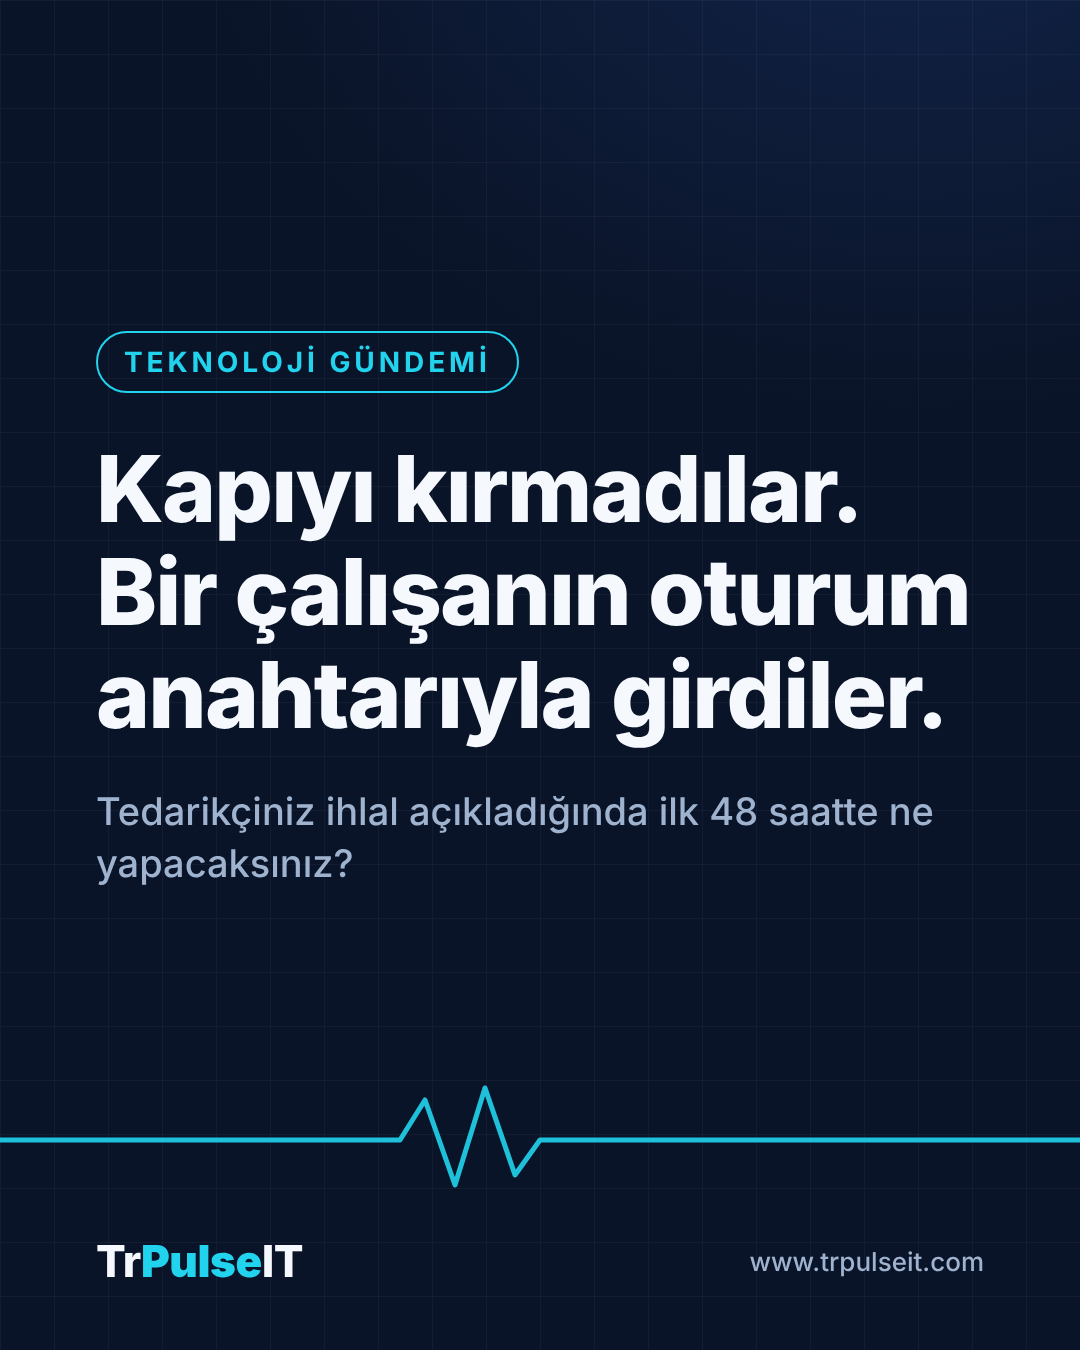 TEKNOLOJİ GÜNDEMİ
Kapıyı kırmadılar.
Bir çalışanın oturum
anahtarıyla girdiler.
Tedarikçiniz ihlal açıkladığında ilk 48 saatte ne
yapacaksınız?
TrPulseIT
www.trpulseit.com